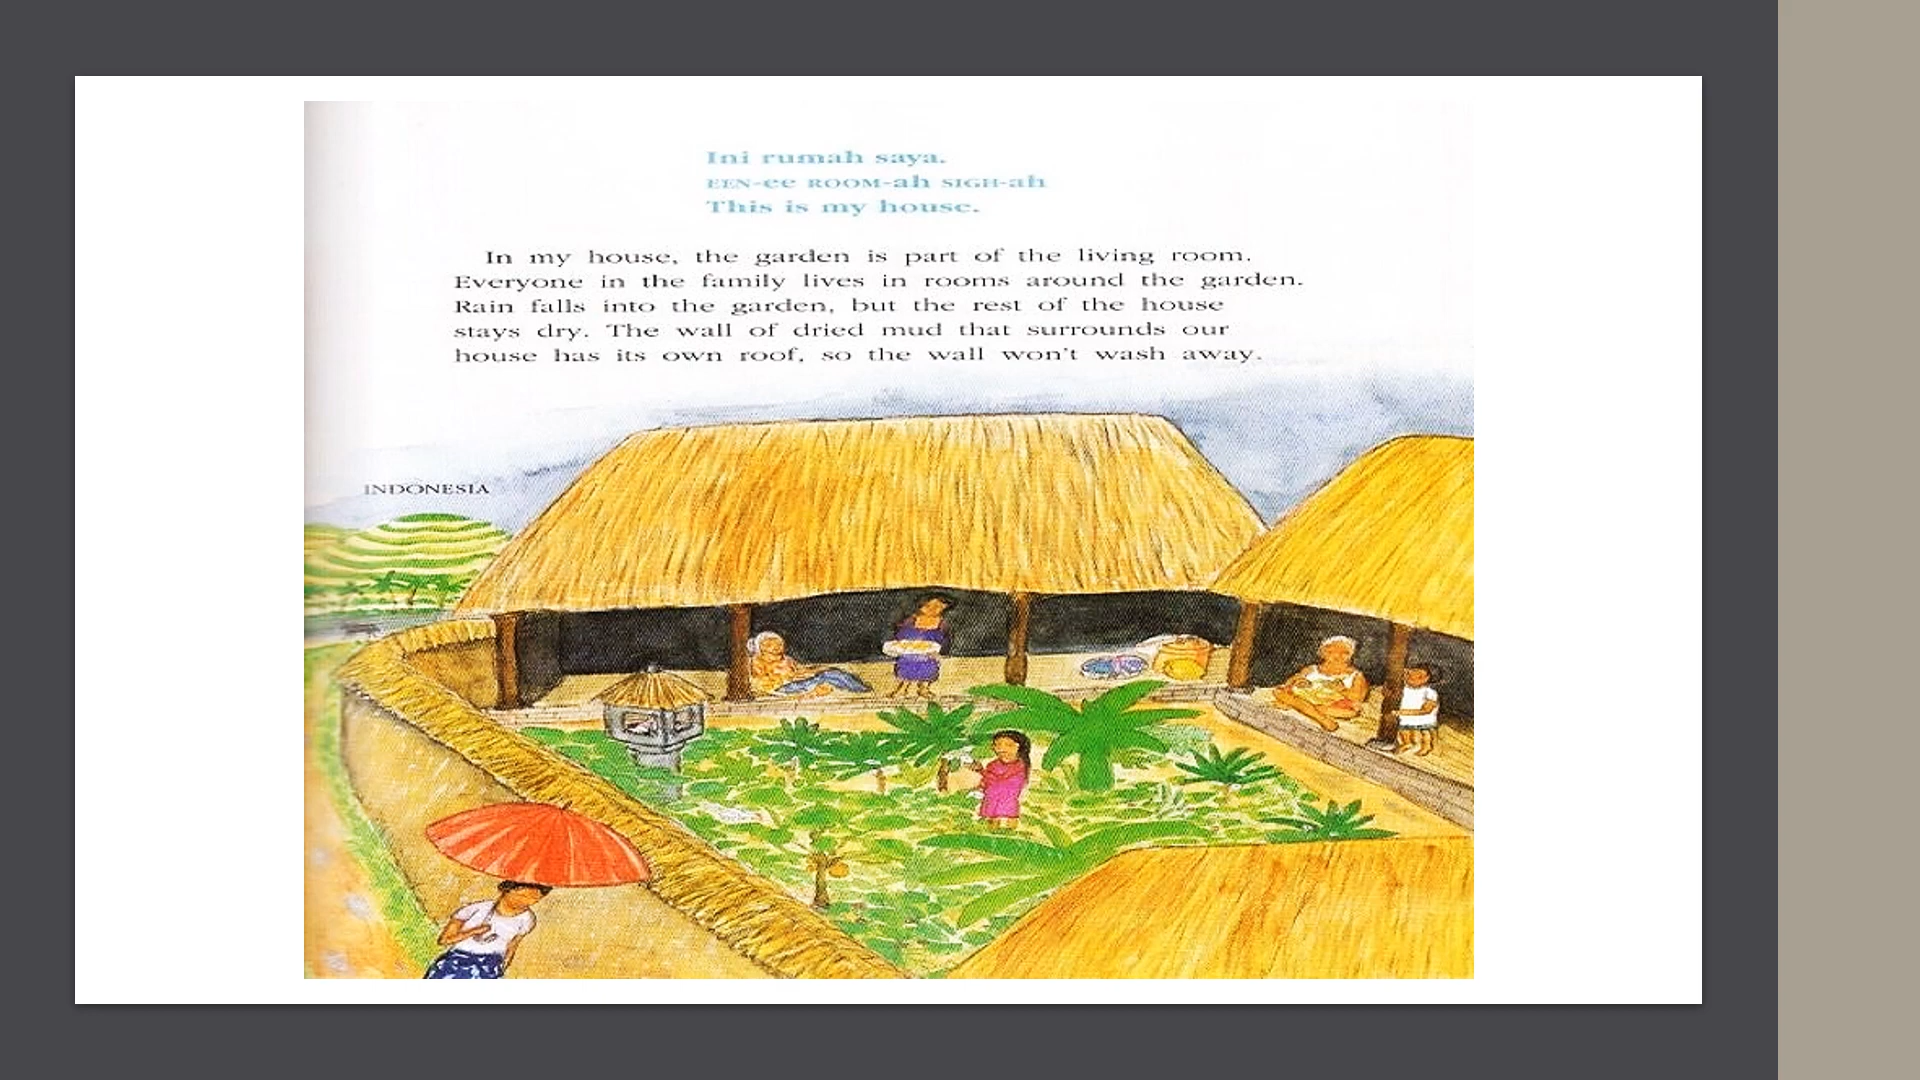 Ini rumah saya.
EEN-ee ROOM-ah SIGH-ah
This is my house.
In my house, the garden is part of the living room.
Everyone in the family lives in rooms around the garden.
Rain falls into the garden, but the rest of the house
stays dry. The wall of dried mud that surrounds our
house has its own roof, so the wall won't wash away.
INDONESIA